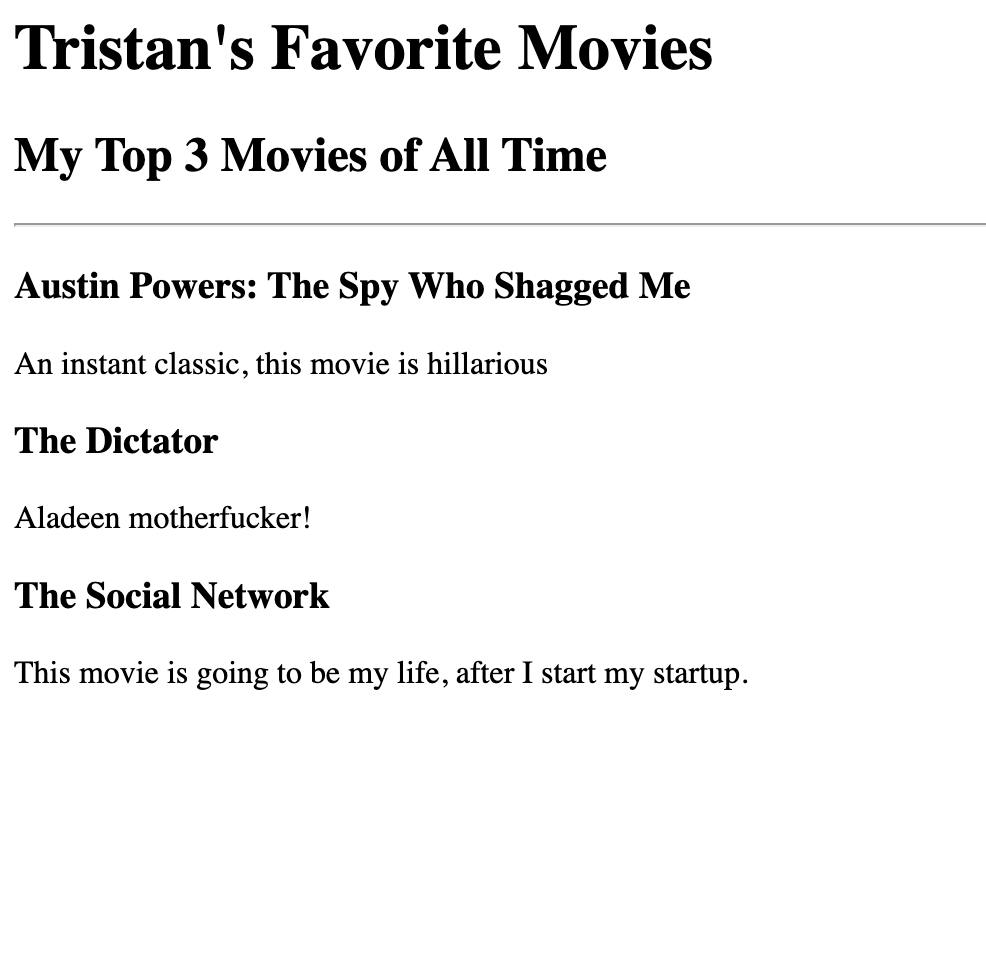 Tristan's Favorite Movies
My Top 3 Movies of All Time
Austin Powers: The Spy Who Shagged Me
An instant classic, this movie is hillarious
The Dictator
Aladeen motherfucker!
The Social Network
This movie is going to be my life, after I start my startup.